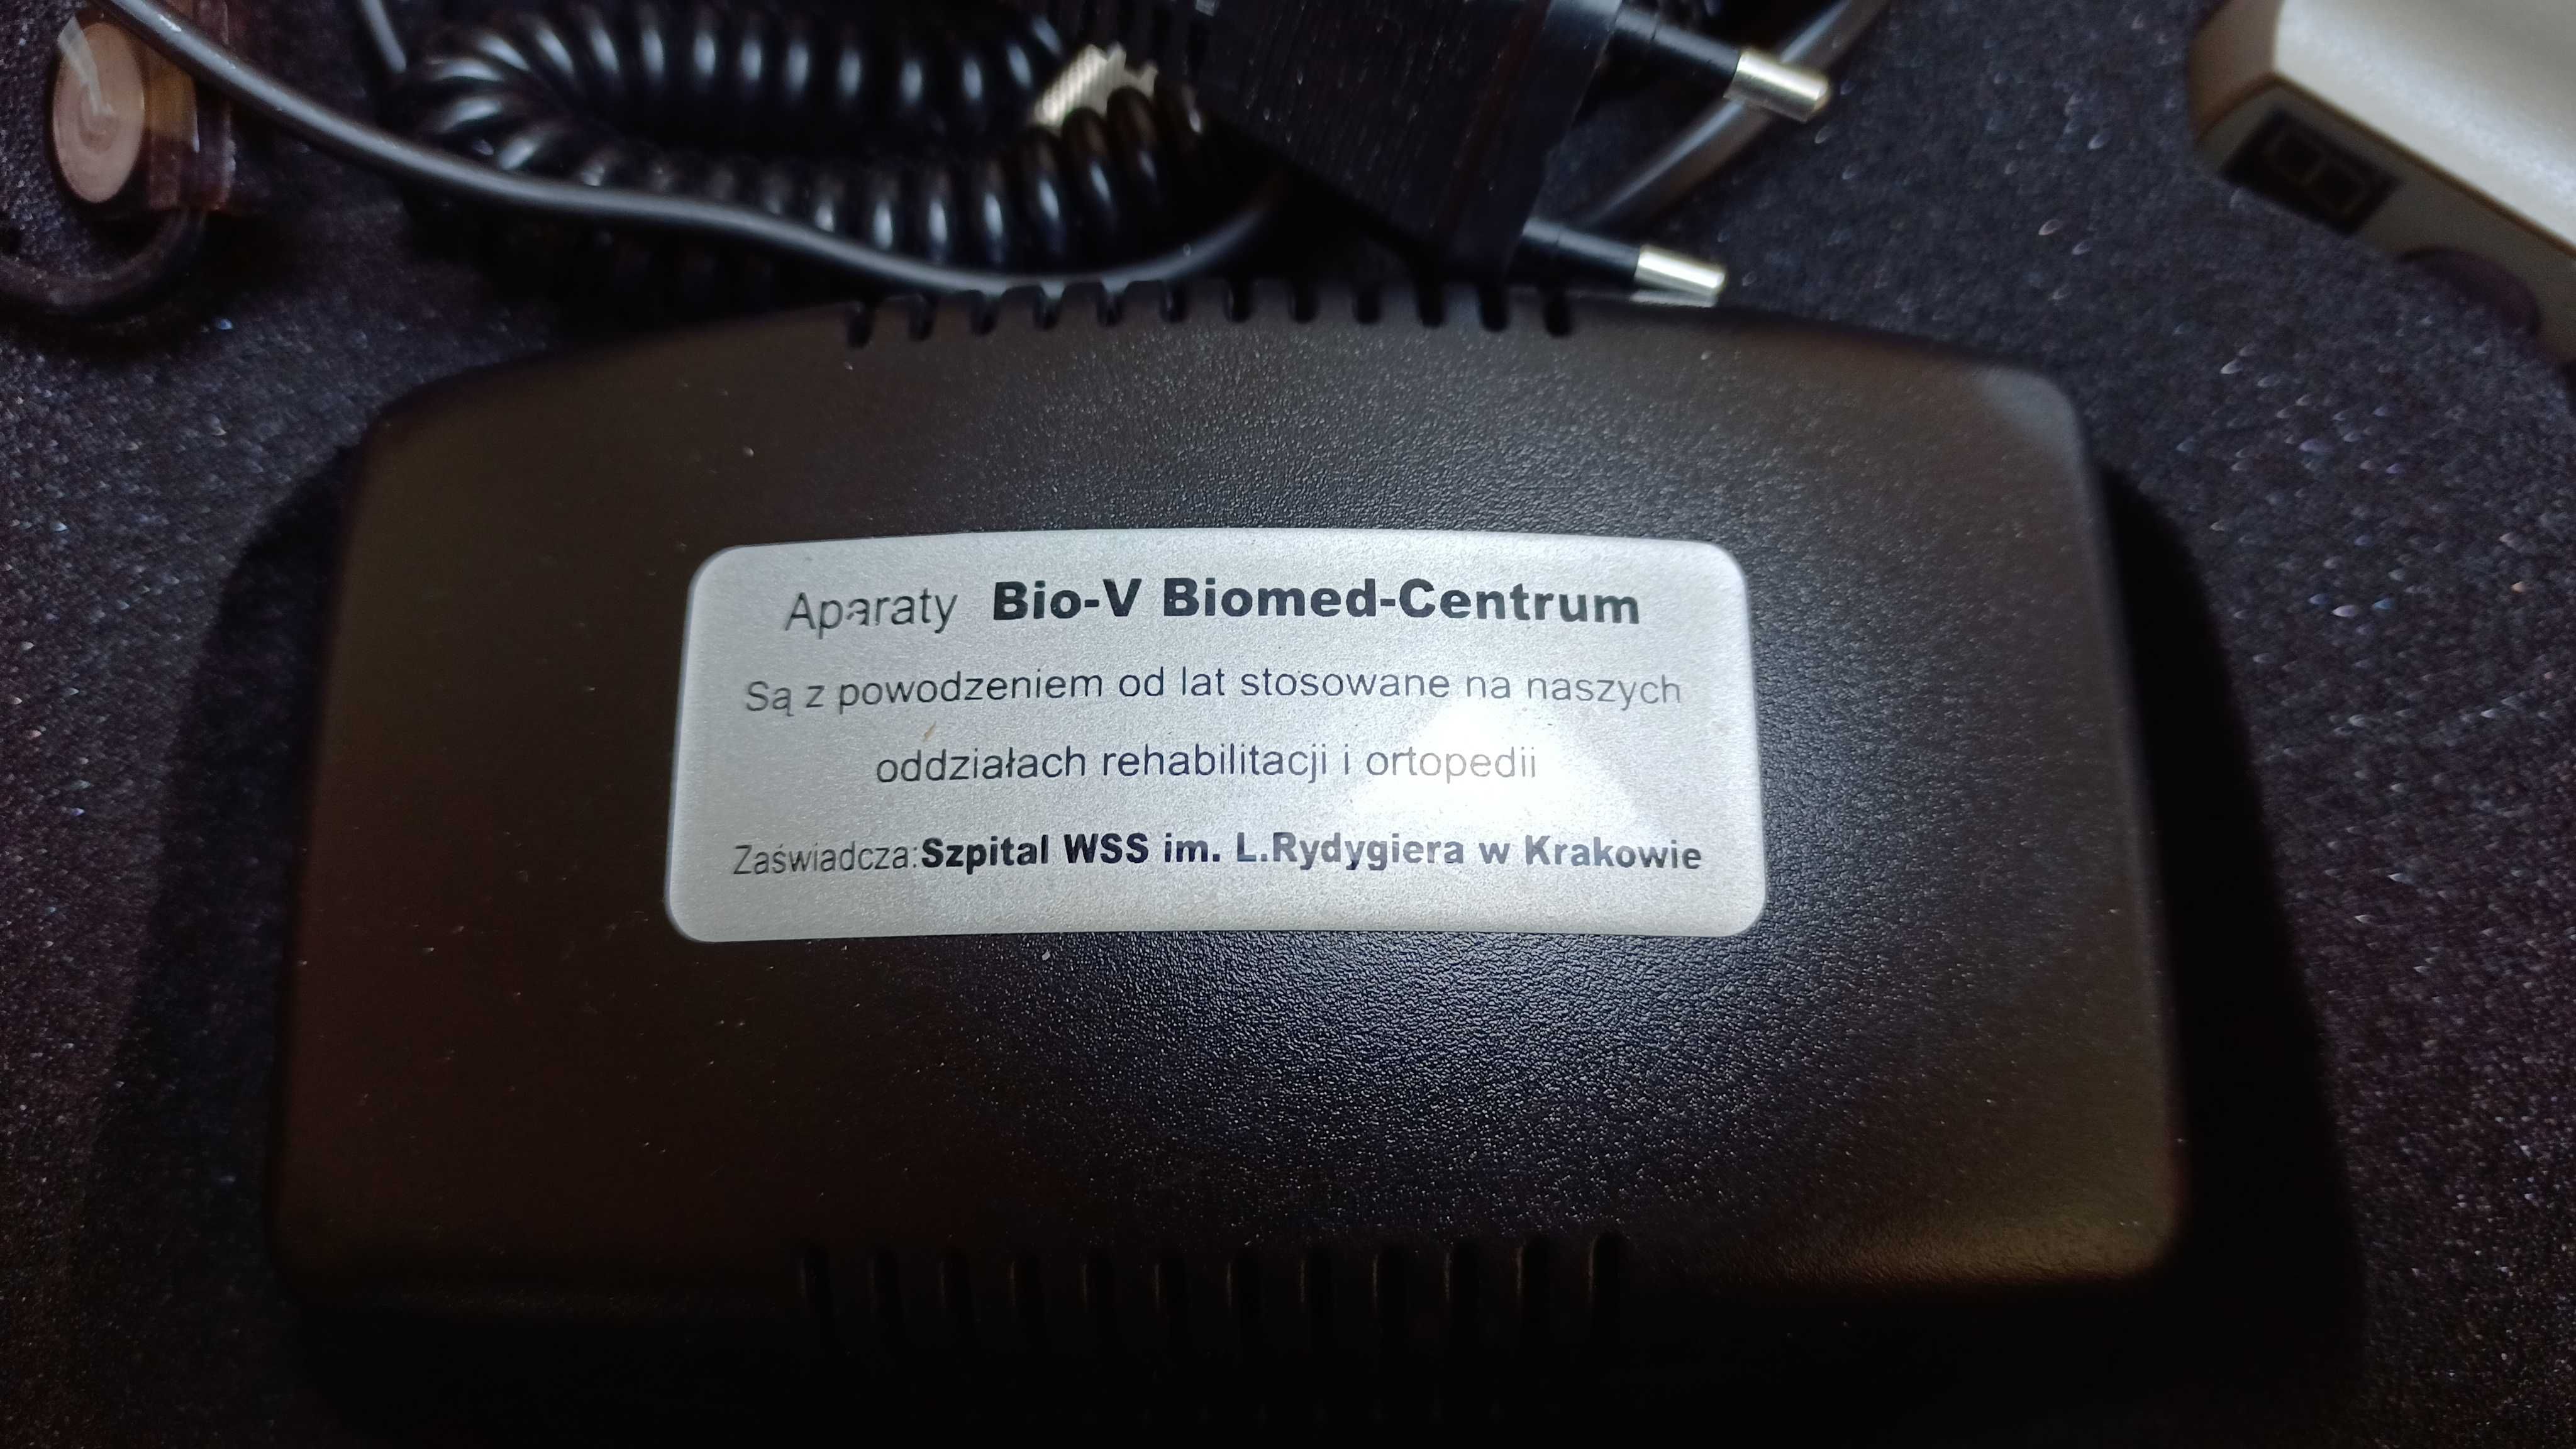 Aparaty Bio-V Biomed-Centrum
Są z powodzeniem od lat stosowane na naszych
oddziałach rehabilitacji i ortopedii
Zaświadcza:Szpital WSS im. L.Rydygiera w Krakowie